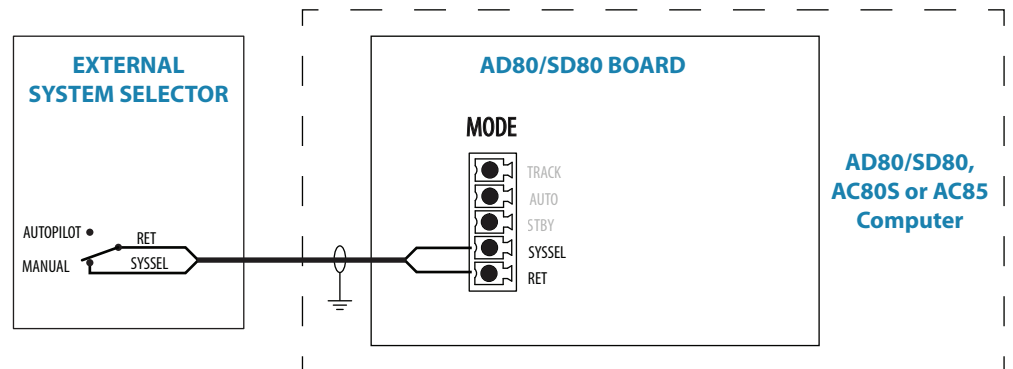 EXTERNAL
SYSTEM SELECTOR
AUTOPILOT
MANUAL
RET
SYSSEL
AD80/SD80 BOARD
MODE
TRACK
AUTO
STBY
SYSSEL
RET
AD80/SD80,
AC80S or AC85
Computer